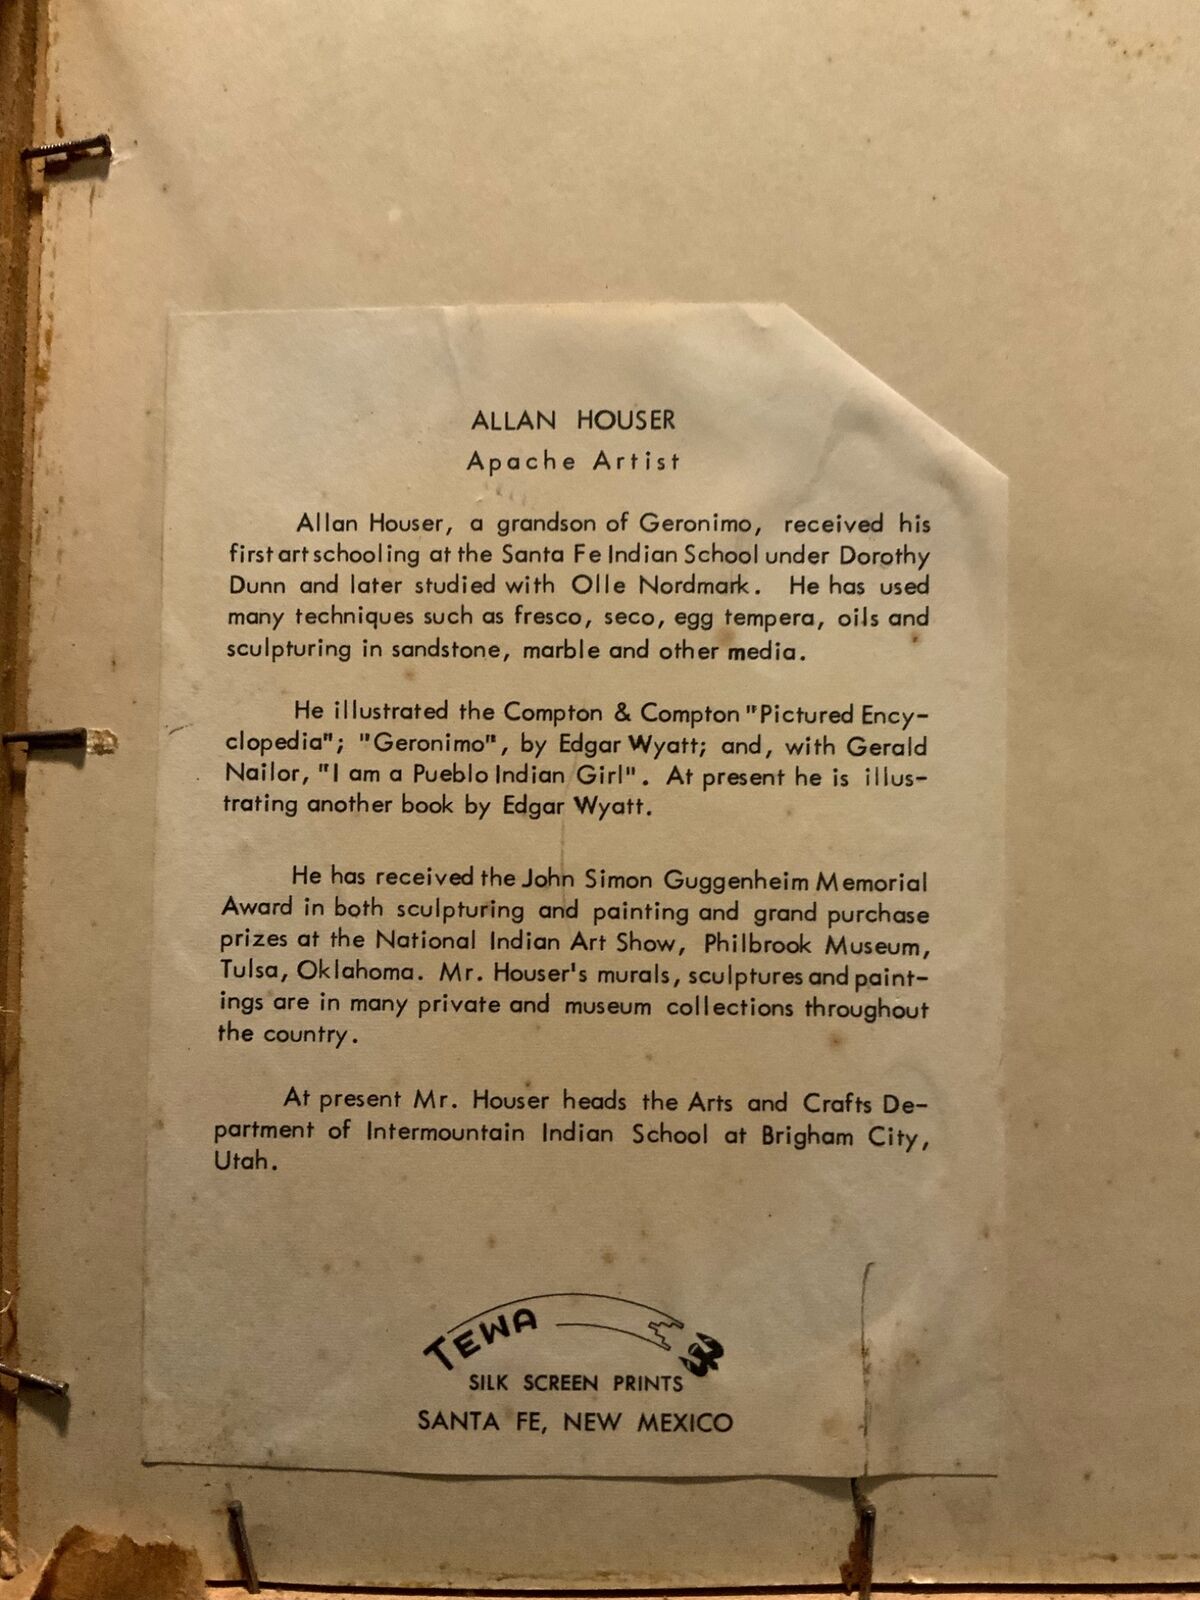 ALLAN HOUSER
Apache Artist
Allan Houser, a grandson of Geronimo, received his
first art schooling at the Santa Fe Indian School under Dorothy
Dunn and later studied with Olle Nordmark. He has used
many techniques such as fresco, seco, egg tempera, oils and
sculpturing in sandstone, marble and other media.
He illustrated the Compton & Compton "Pictured Ency-
clopedia"; "Geronimo", by Edgar Wyatt; and, with Gerald
Nailor, "I am a Pueblo Indian Girl". At present he is illus-
trating another book by Edgar Wyatt.
He has received the John Simon Guggenheim Memorial
Award in both sculpturing and painting and grand purchase
prizes at the National Indian Art Show, Philbrook Museum,
Tulsa, Oklahoma. Mr. Houser's murals, sculptures and paint-
ings are in many private and museum collections throughout
the country.
At present Mr. Houser heads the Arts and Crafts De-
partment of Intermountain Indian School at Brigham City,
Utah.
TEWA
SILK SCREEN PRINTS
SANTA FE, NEW MEXICO